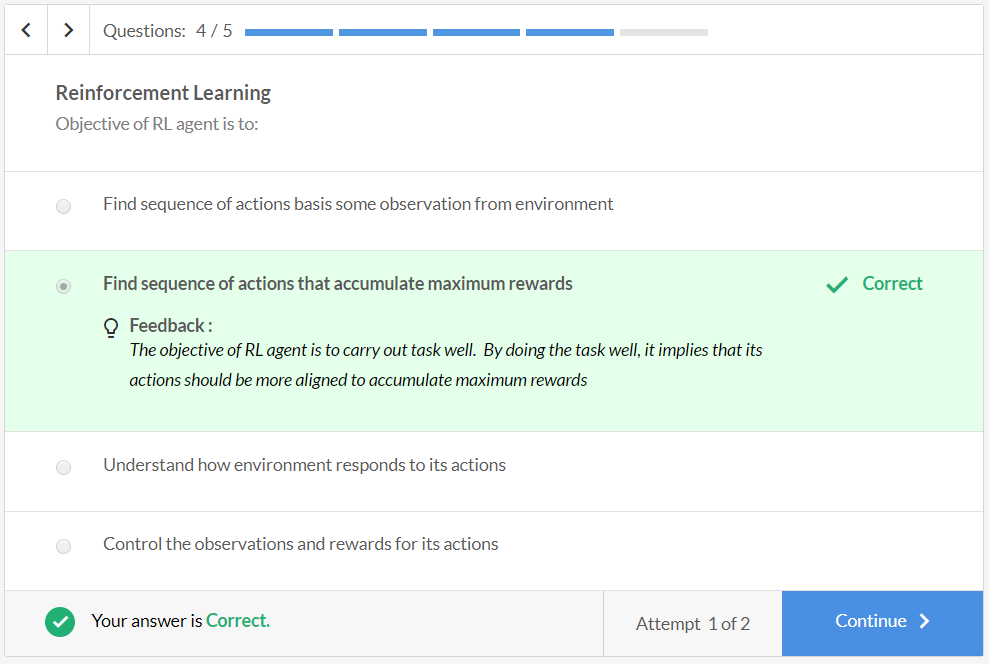 Questions: 4 / 5
Reinforcement Learning
Objective of RL agent is to:
Find sequence of actions basis some observation from environment
Find sequence of actions that accumulate maximum rewards
Correct
Feedback :
The objective of RL agent is to carry out task well.  By doing the task well, it implies that its
actions should be more aligned to accumulate maximum rewards
Understand how environment responds to its actions
Control the observations and rewards for its actions
Your answer is Correct.
Attempt 1 of 2
Continue